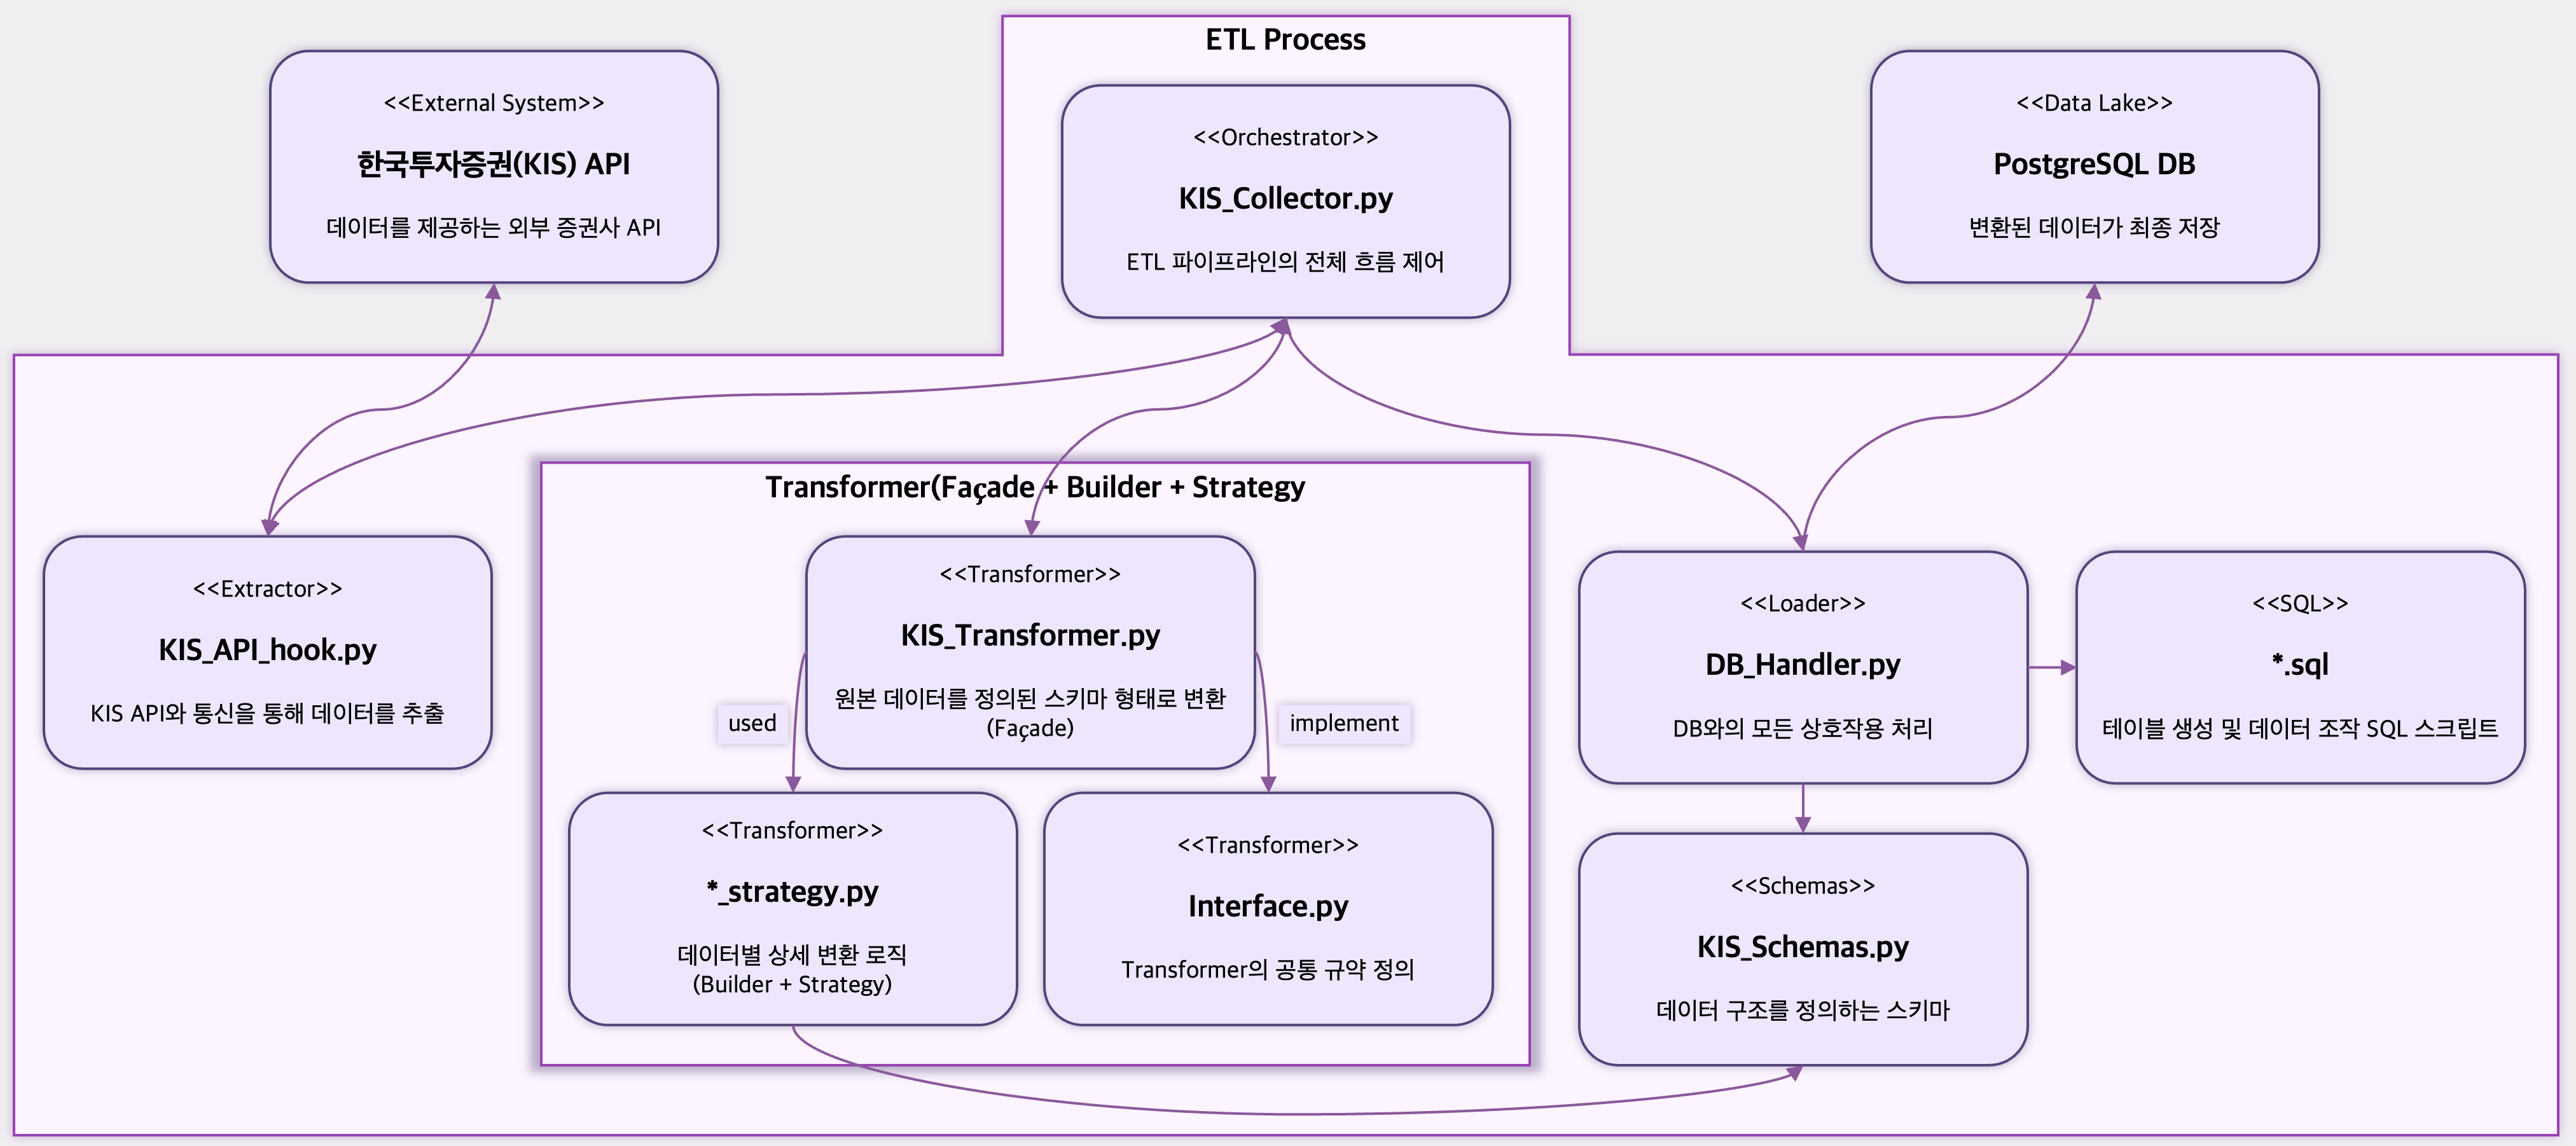 ETL Process
<<External System>>
한국투자증권(KIS) API
데이터를 제공하는 외부 증권사 API
<<Orchestrator>>
KIS_Collector.py
ETL 파이프라인의 전체 흐름 제어
<<Data Lake>>
PostgreSQL DB
변환된 데이터가 최종 저장
Transformer(Façade + Builder + Strategy
<<Extractor>>
KIS_API_hook.py
KIS API와 통신을 통해 데이터를 추출
<<Transformer>>
KIS_Transformer.py
원본 데이터를 정의된 스키마 형태로 변환
(Façade)
used
implement
<<Transformer>>
*_strategy.py
데이터별 상세 변환 로직
(Builder + Strategy)
<<Transformer>>
Interface.py
Transformer의 공통 규약 정의
<<Loader>>
DB_Handler.py
DB와의 모든 상호작용 처리
<<SQL>>
*.sql
테이블 생성 및 데이터 조작 SQL 스크립트
<<Schemas>>
KIS_Schemas.py
데이터 구조를 정의하는 스키마